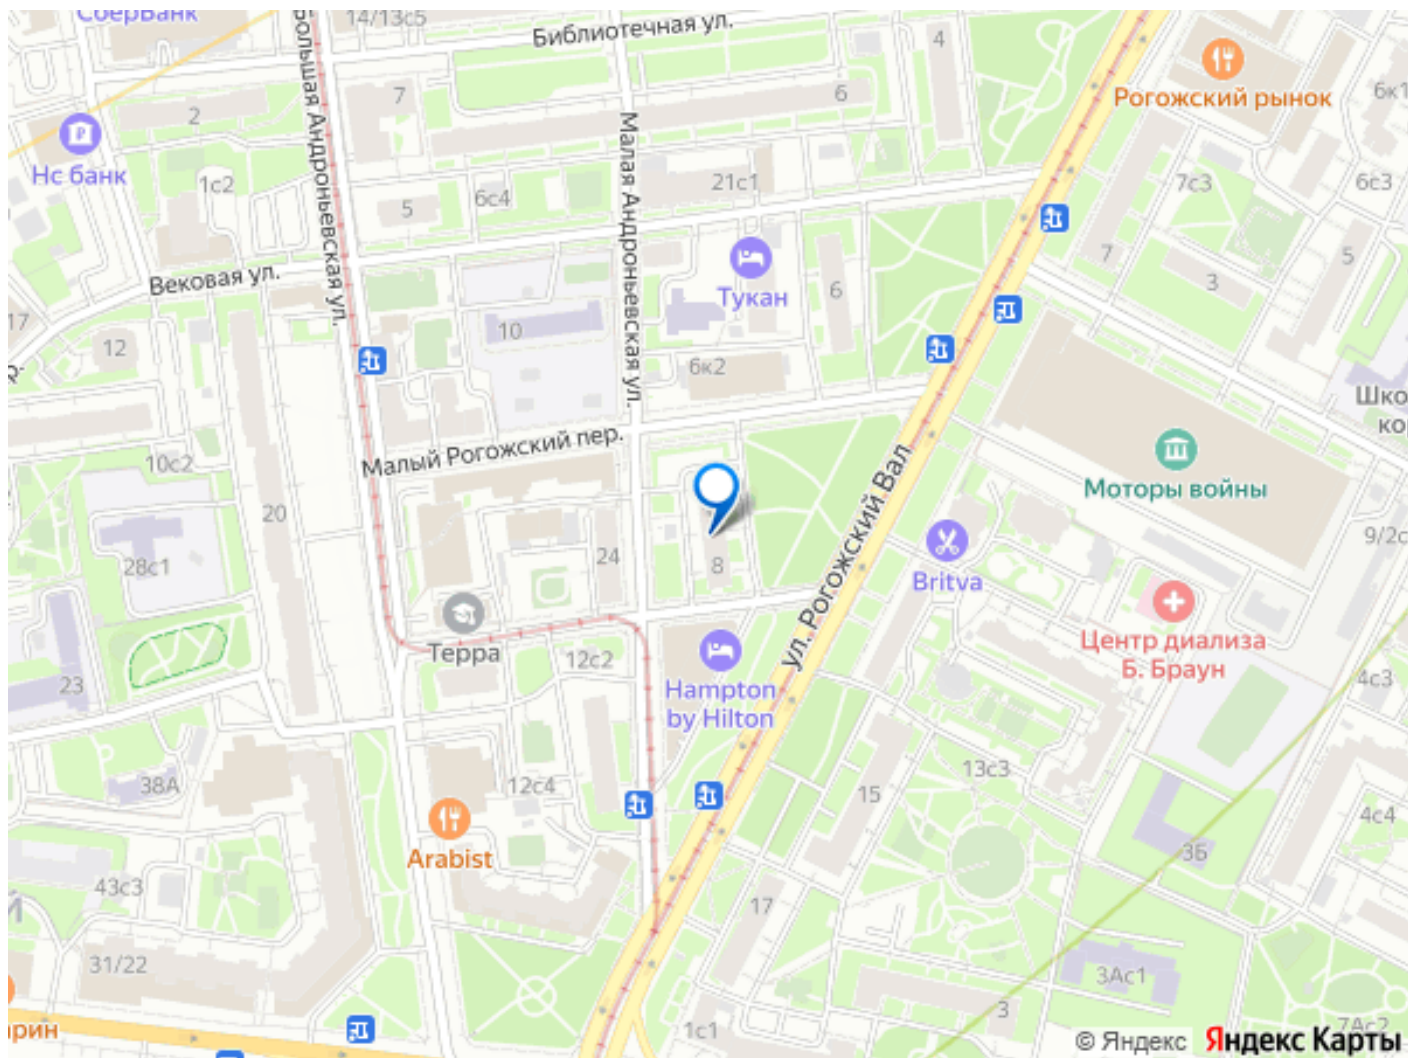 СберБанк
14/13с5
Библиотечная ул.
4
Рогожский рынок
6к1
Большая Андроньевская ул.
2
7
6
Малая Андроньевская ул.
Нс банк
1с2
5
6с4
21с1
7с3
6с3
7
5
3
Вековая ул.
Тукан
6
17
12
10
6к2
Шко
ко
Малый Рогожский пер.
10с2
20
Моторы войны
ул. Рогожский Вал
9/2с
28с1
24
8
Britva
Терра
12с2
Центр диализа
Б. Браун
23
Hampton
by Hilton
4с3
38А
12с4
13с3
15
4с4
Arabist
36
43с3
Й
17
31/22
3Ас1
3
арин
1с1
7Ас2
© Яндекс Яндекс Карты